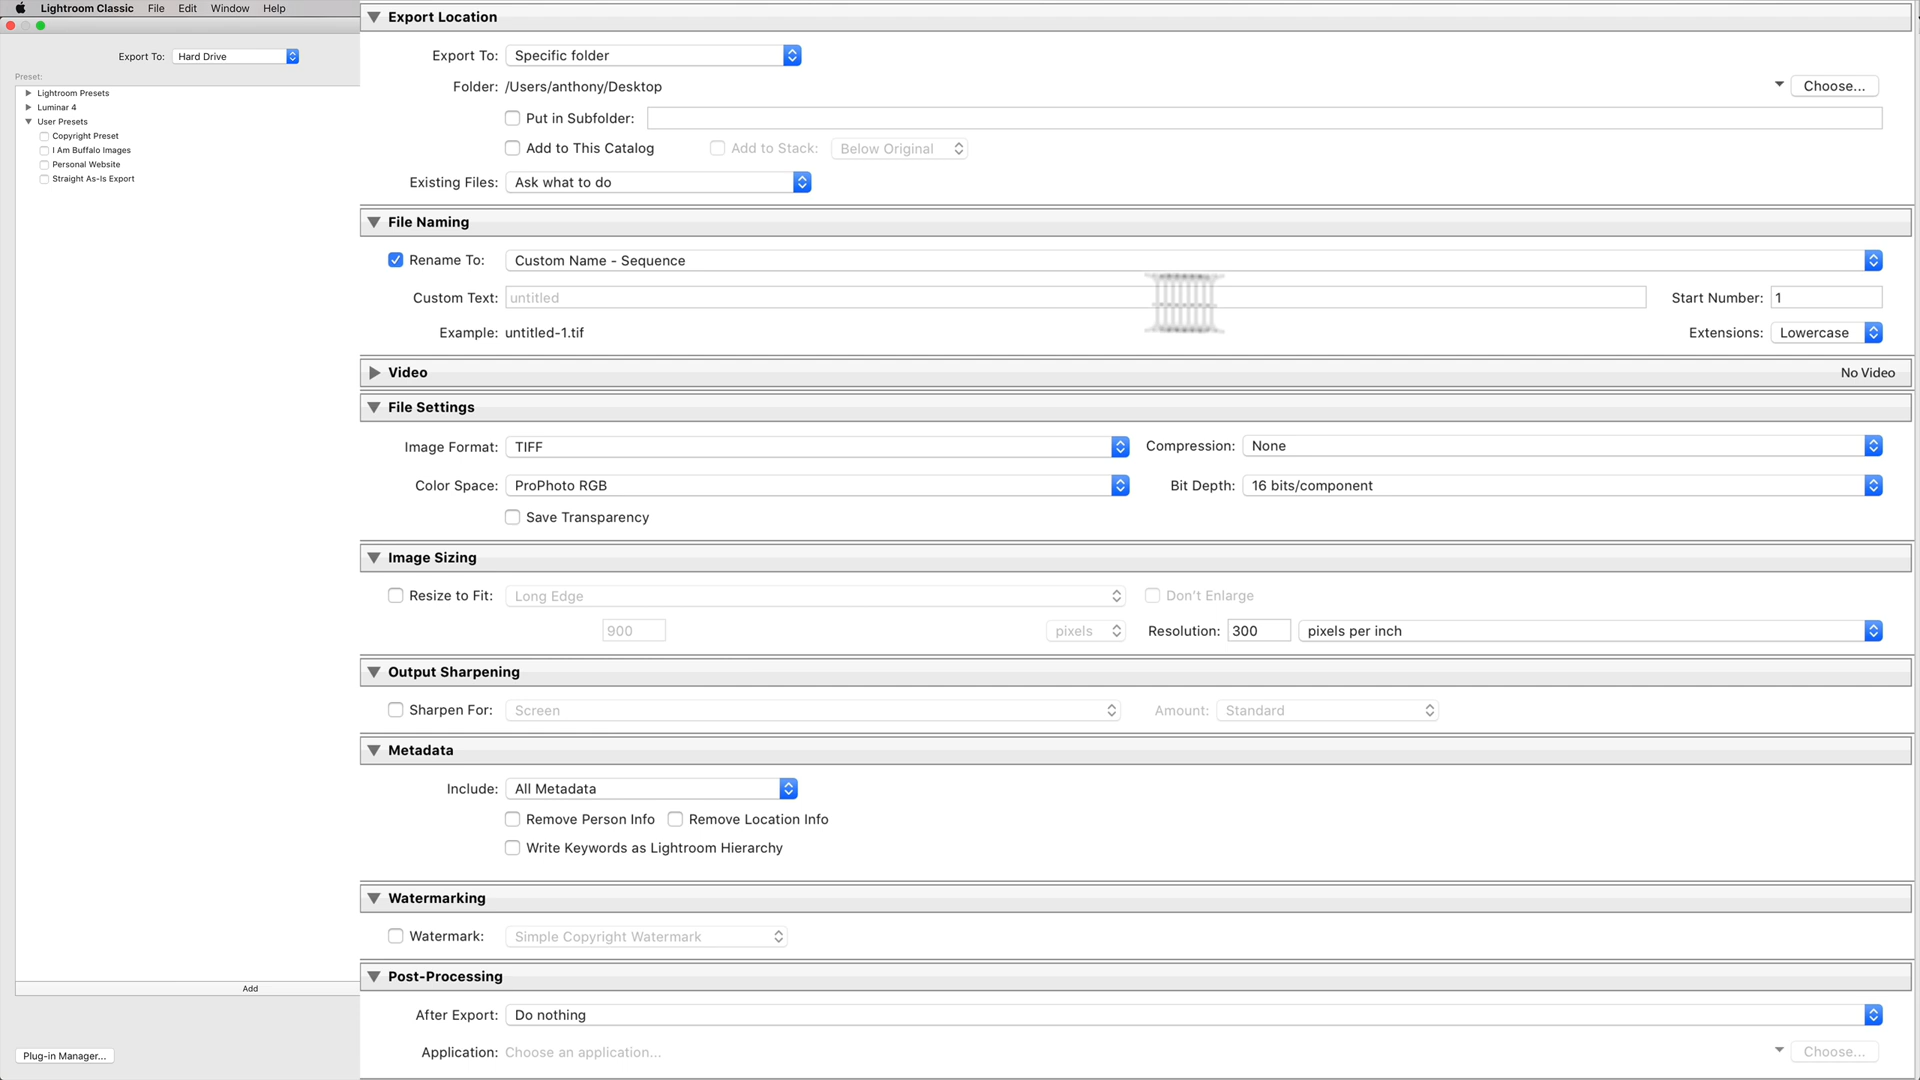 Lightroom Classic File Edit Window Help
Export To: Hard Drive
Preset:
Lightroom Presets
Luminar 4
User Presets
Copyright Preset
I Am Buffalo Images
Personal Website
Straight As-Is Export
Add
Plug-in Manager...
Export Location
Export To: Specific folder
Folder: /Users/anthony/Desktop Choose...
Put in Subfolder:
Add to This Catalog Add to Stack: Below Original
Existing Files: Ask what to do
File Naming
Rename To: Custom Name - Sequence
Custom Text: untitled Start Number: 1
Example: untitled-1.tif Extensions: Lowercase
Video No Video
File Settings
Image Format: TIFF Compression: None
Color Space: ProPhoto RGB Bit Depth: 16 bits/component
Save Transparency
Image Sizing
Resize to Fit: Long Edge Don't Enlarge
900 pixels Resolution: 300 pixels per inch
Output Sharpening
Sharpen For: Screen Amount: Standard
Metadata
Include: All Metadata
Remove Person Info Remove Location Info
Write Keywords as Lightroom Hierarchy
Watermarking
Watermark: Simple Copyright Watermark
Post-Processing
After Export: Do nothing
Application: Choose an application... Choose...